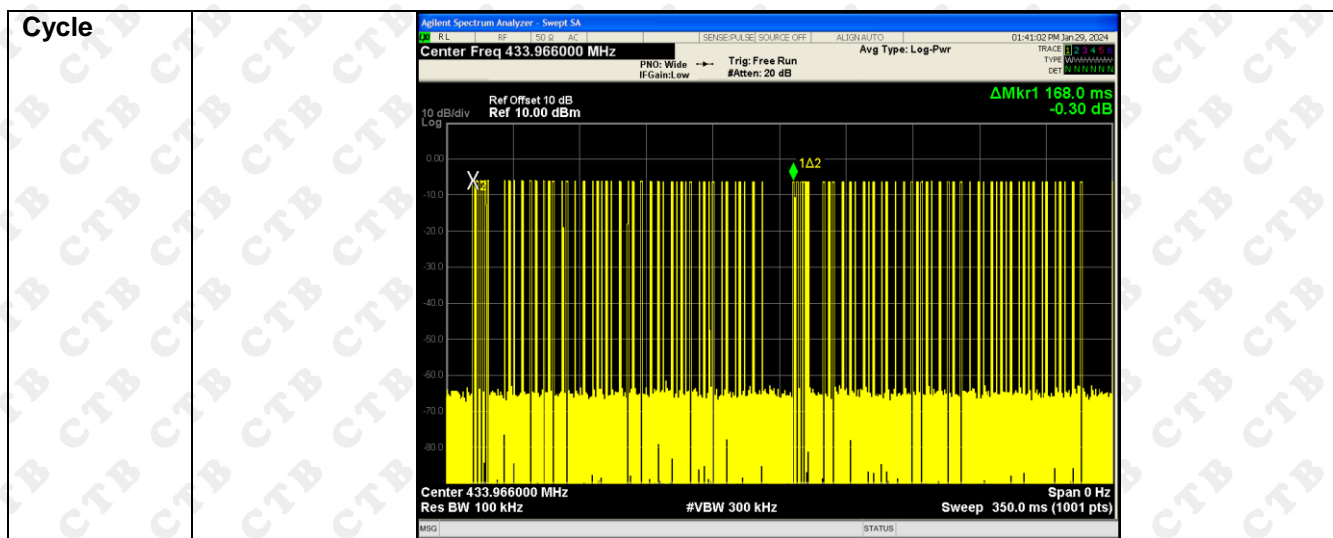 Cycle
Agilent Spectrum Analyzer - Swept SA
RL RF 50 Ω AC SENSE:PULSE SOURCE OFF ALIGN AUTO 01:41:02 PM Jan 29, 2024
Center Freq 433.966000 MHz
Avg Type: Log-Pwr
TRACE 1 2 3 4 5 6
TYPE W
DET N N N N N N
PNO: Wide
IFGain:Low
Trig: Free Run
#Atten: 20 dB
ΔMkr1 168.0 ms
-0.30 dB
Ref Offset 10 dB
10 dB/div Ref 10.00 dBm
Log
0.00
1Δ2
X2
-10.0
-20.0
-30.0
-40.0
-50.0
-60.0
-70.0
-80.0
Center 433.966000 MHz Span 0 Hz
Res BW 100 kHz #VBW 300 kHz Sweep 350.0 ms (1001 pts)
MSG STATUS
CTB